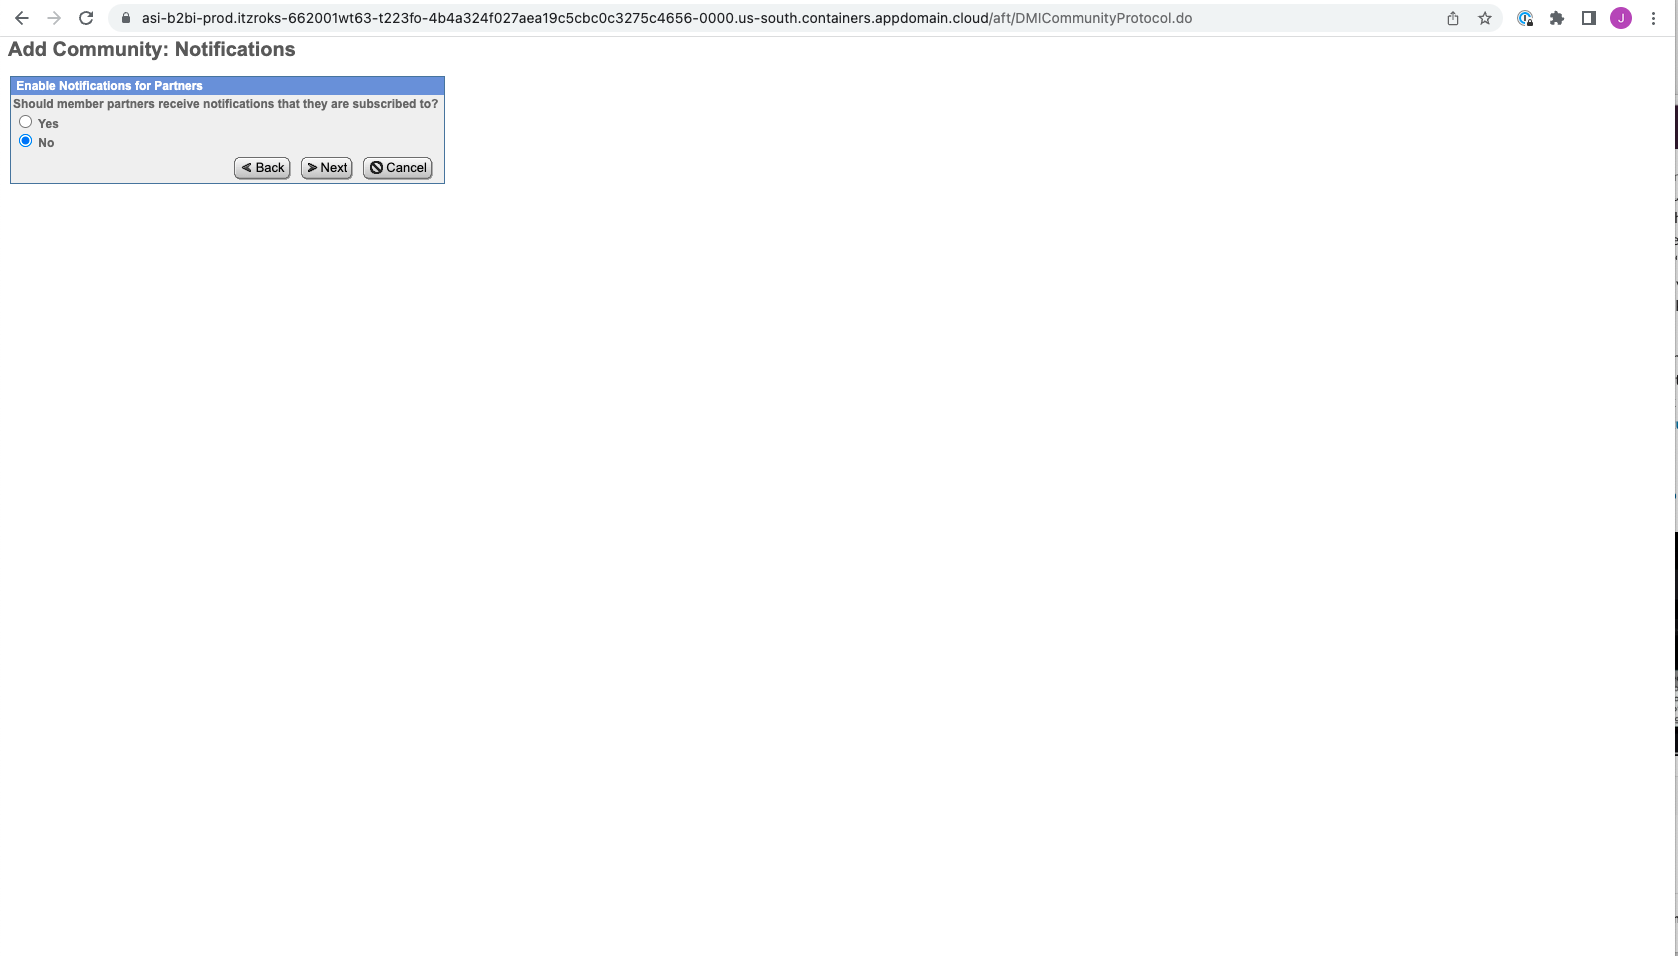 asi-b2bi-prod.itzroks-662001wt63-t223fo-4b4a324f027aea19c5cbc0c3275c4656-0000.us-south.containers.appdomain.cloud/aft/DMICommunityProtocol.do
J
Add Community: Notifications
Enable Notifications for Partners
Should member partners receive notifications that they are subscribed to?
Yes
No
Back Next Cancel